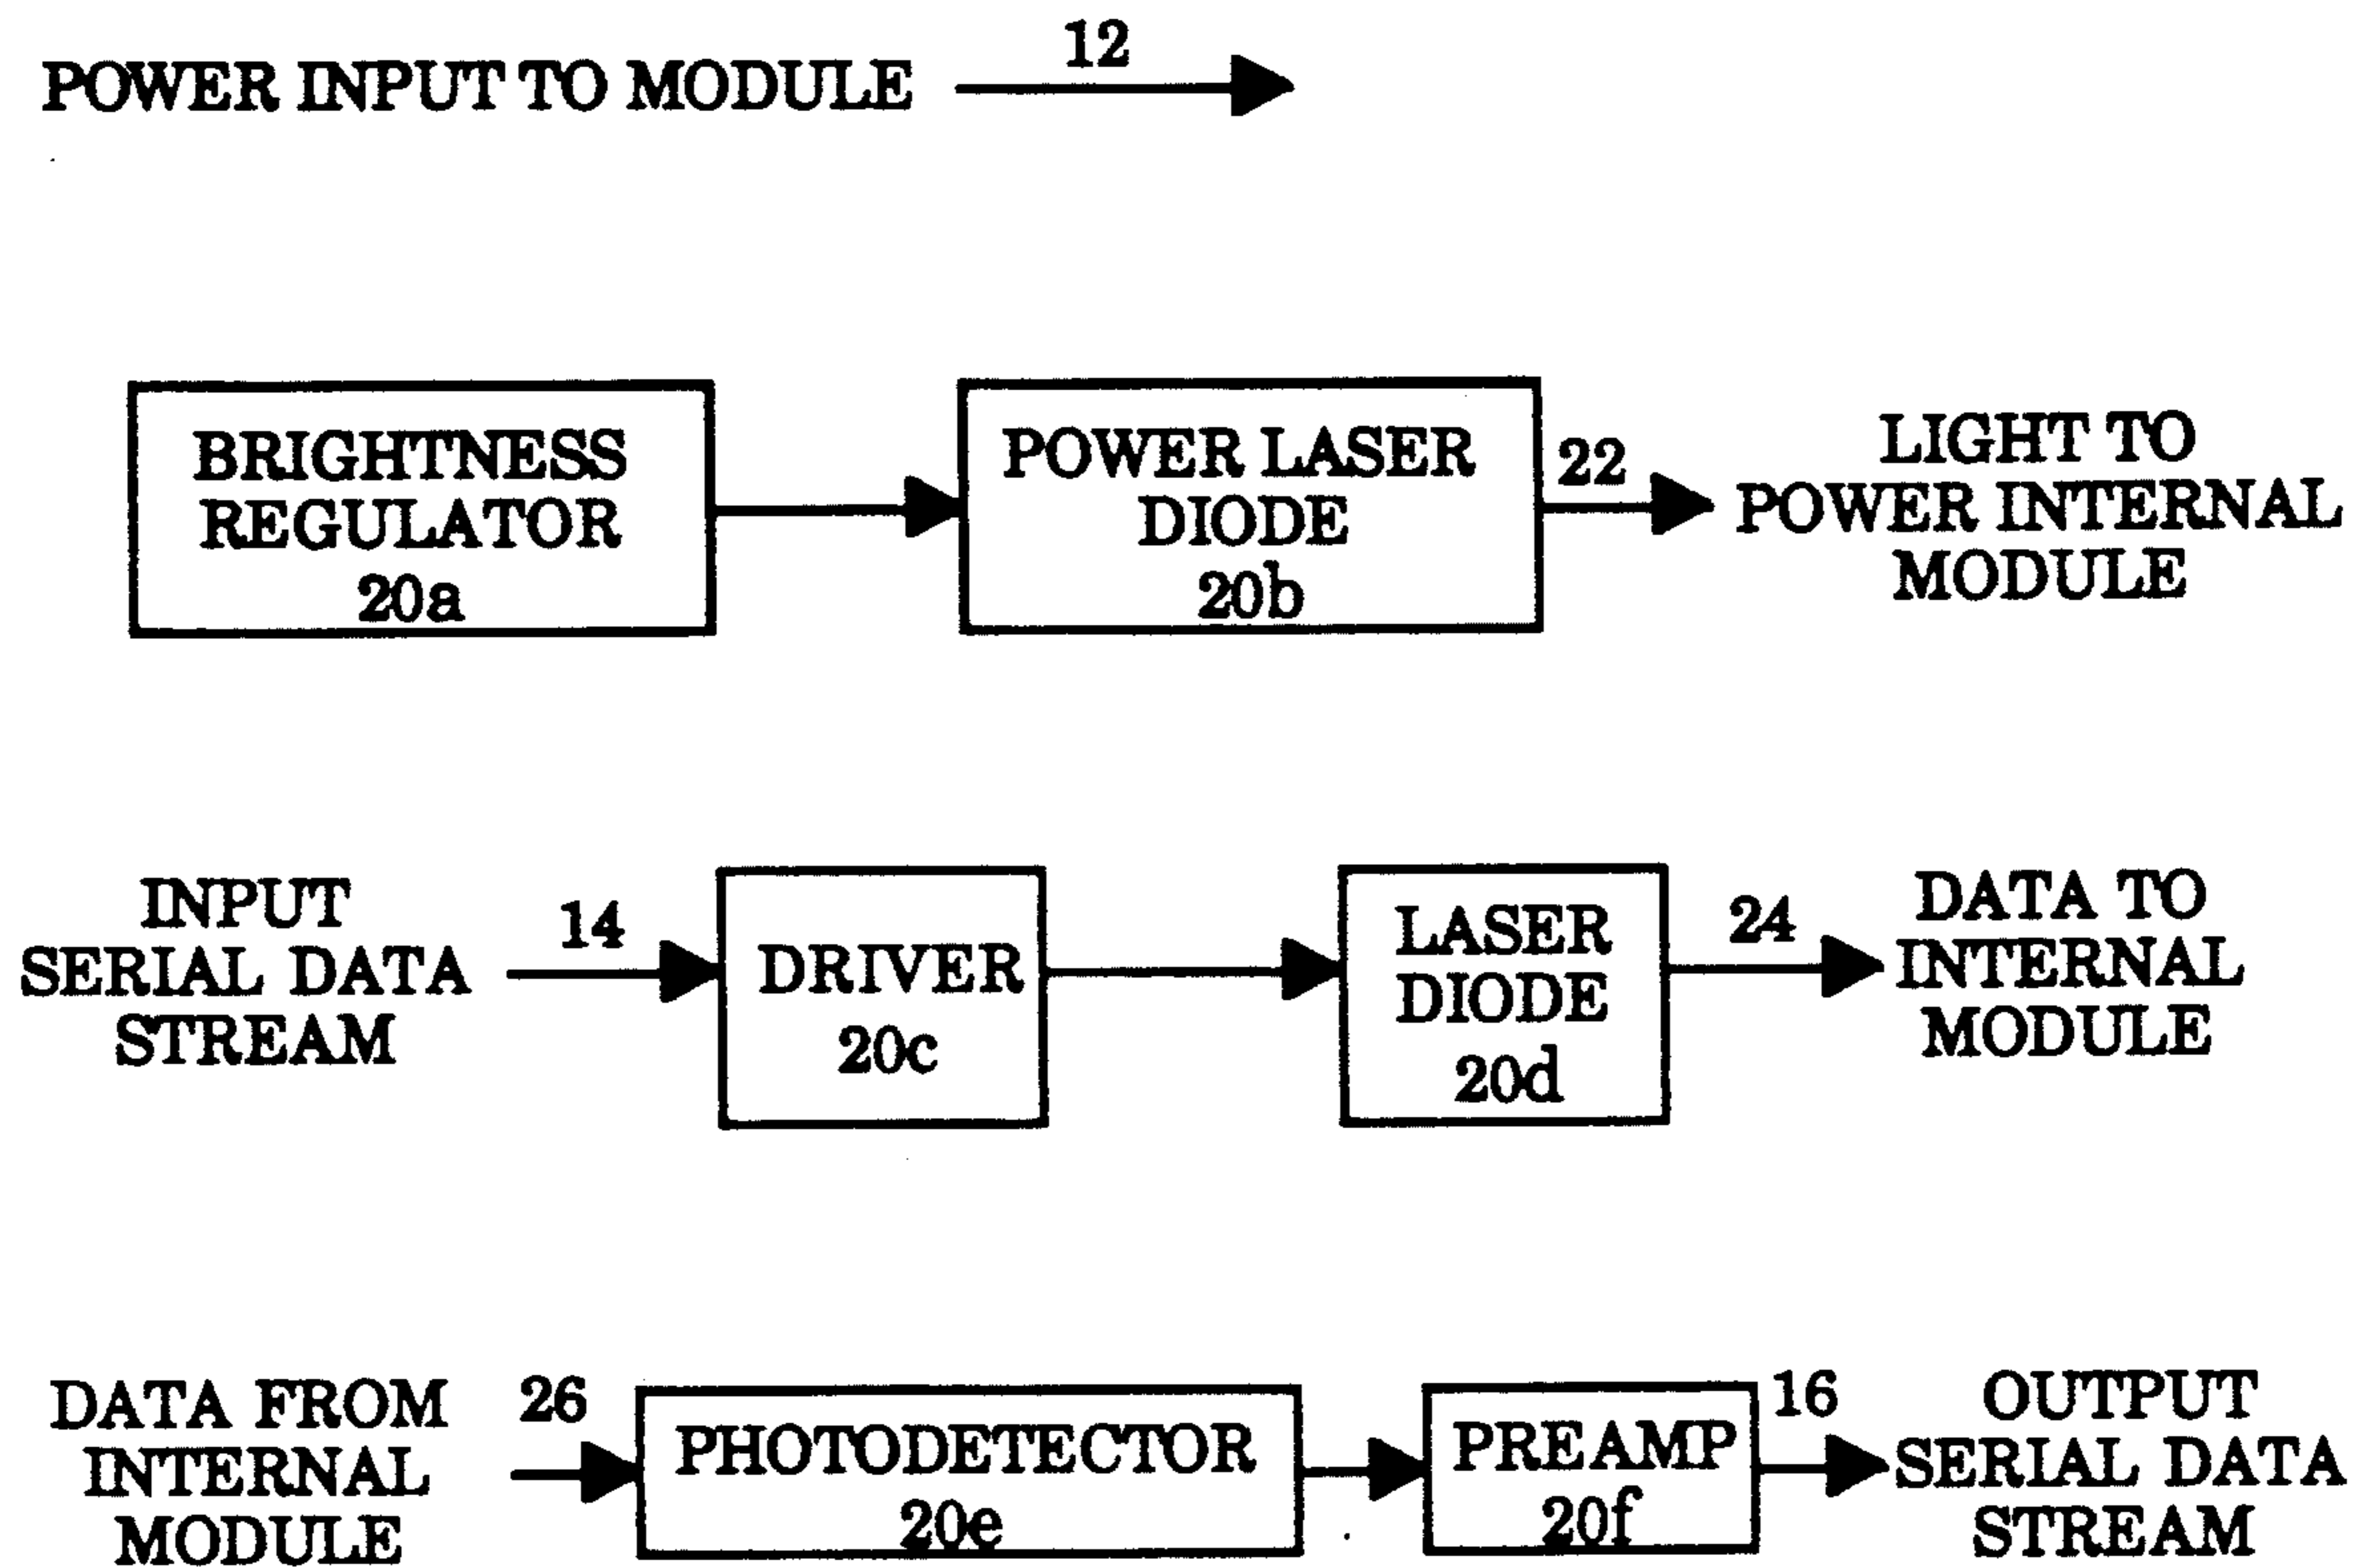 POWER INPUT TO MODULE
12
BRIGHTNESS
REGULATOR
20a
POWER LASER
DIODE
20b
22
LIGHT TO
POWER INTERNAL
MODULE
INPUT
SERIAL DATA
STREAM
14
DRIVER
20c
LASER
DIODE
20d
24
DATA TO
INTERNAL
MODULE
DATA FROM
INTERNAL
MODULE
26
PHOTODETECTOR
20e
PREAMP
20f
16
OUTPUT
SERIAL DATA
STREAM